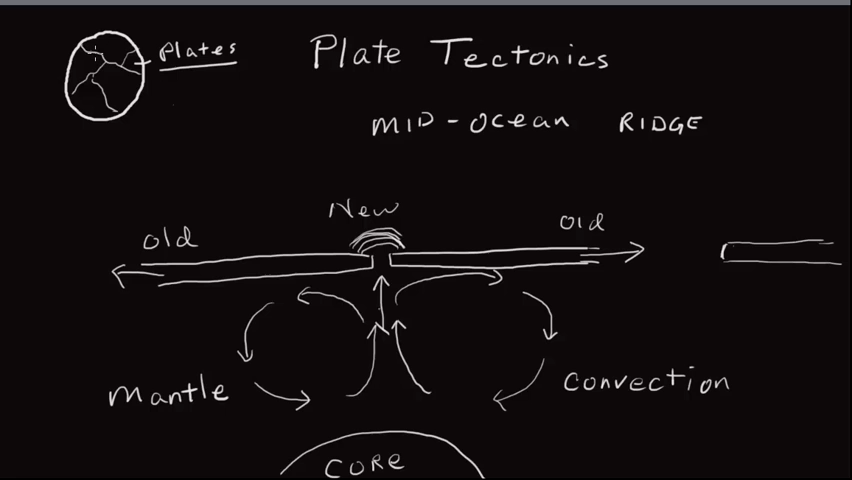 Plates
Plate Tectonics
MID-Ocean RIDGE
New
old
old
Mantle
Convection
CORE